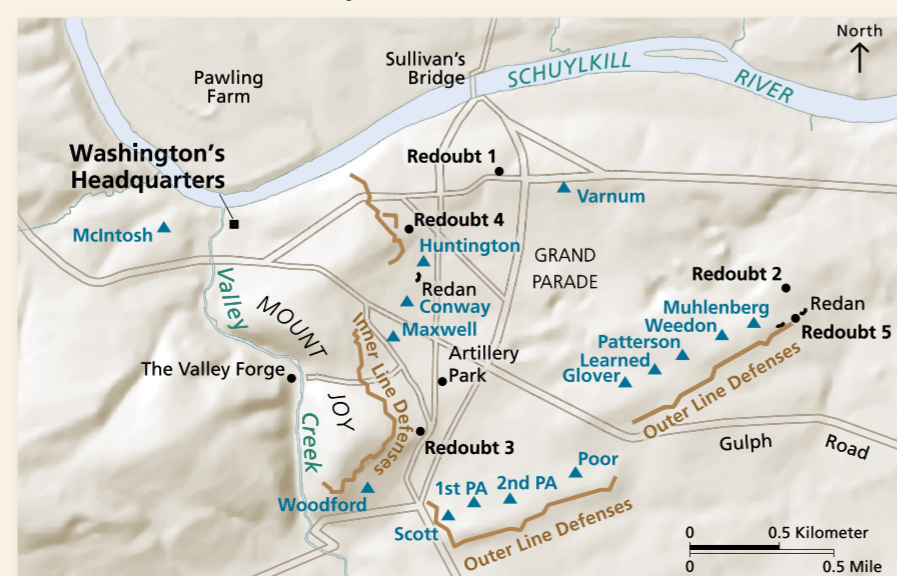 North
Sullivan's
Bridge
SCHUYLKILL
RIVER
Pawling
Farm
Washington's
Headquarters
Redoubt 1
Varnum
McIntosh
Redoubt 4
Huntington
GRAND
PARADE
Redan
Conway
Maxwell
Redoubt 2
Redan
Muhlenberg
Redoubt 5
Weedon
Patterson
Learned
Glover
Outer Line Defenses
Valley
Creek
MOUNT
JOY
Inner Line Defenses
The Valley Forge
Artillery
Park
Redoubt 3
Gulph
Road
Poor
2nd PA
1st PA
Woodford
Scott
Outer Line Defenses
0 0.5 Kilometer
0 0.5 Mile